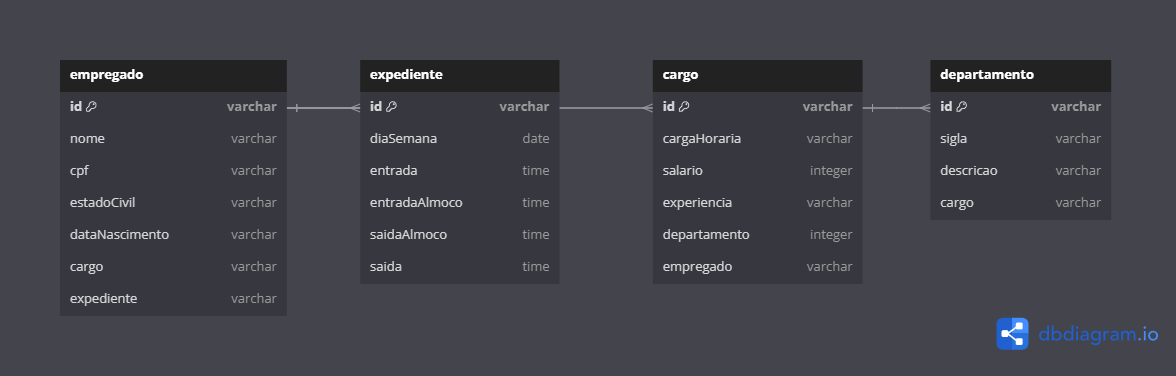 empregado
id varchar
nome varchar
cpf varchar
estadoCivil varchar
dataNascimento varchar
cargo varchar
expediente varchar
expediente
id varchar
diaSemana date
entrada time
entradaAlmoco time
saidaAlmoco time
saida time
cargo
id varchar
cargaHoraria varchar
salario integer
experiencia varchar
departamento integer
empregado varchar
departamento
id varchar
sigla varchar
descricao varchar
cargo varchar
dbdiagram.io